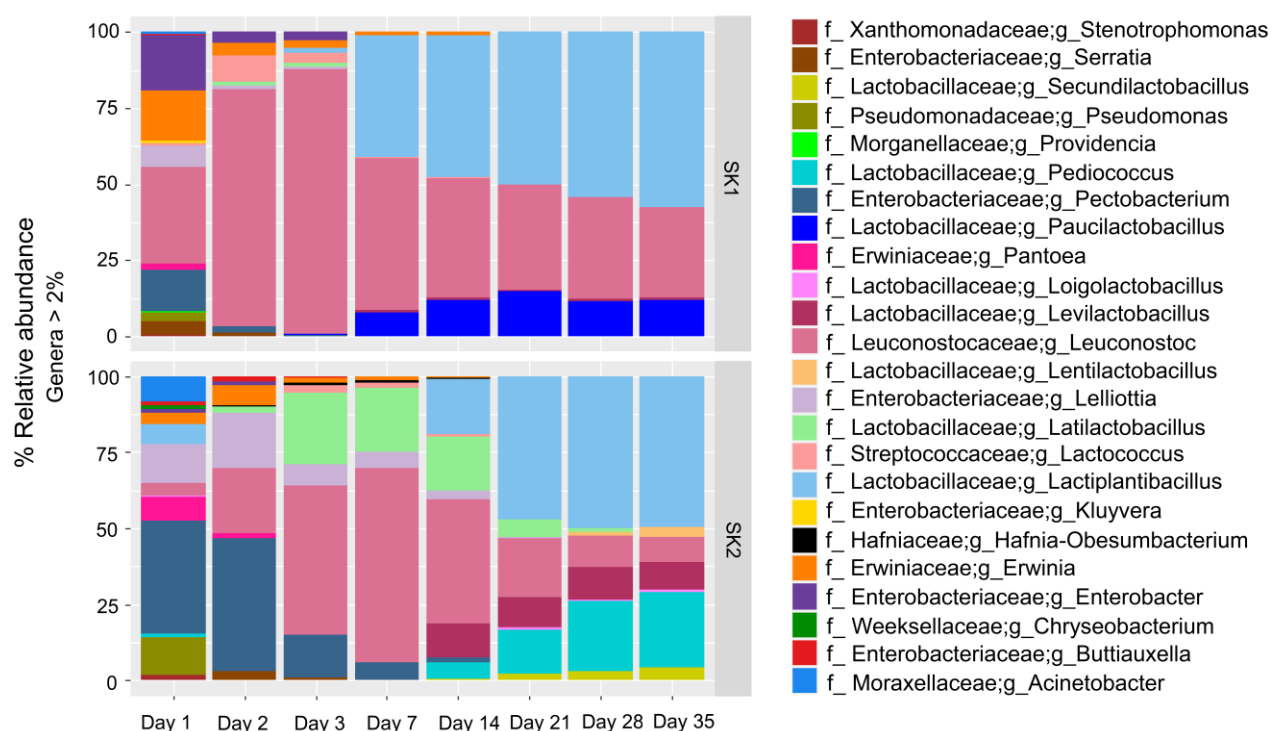 100
75
50
25
0
SK1
100
75
50
25
0
SK2
% Relative abundance
Genera > 2%
Day 1 Day 2 Day 3 Day 7 Day 14 Day 21 Day 28 Day 35
f_ Xanthomonadaceae;g_Stenotrophomonas
f_ Enterobacteriaceae;g_Serratia
f_ Lactobacillaceae;g_Secundilactobacillus
f_ Pseudomonadaceae;g_Pseudomonas
f_ Morganellaceae;g_Providencia
f_ Lactobacillaceae;g_Pediococcus
f_ Enterobacteriaceae;g_Pectobacterium
f_ Lactobacillaceae;g_Paucilactobacillus
f_ Erwiniaceae;g_Pantoea
f_ Lactobacillaceae;g_Loigolactobacillus
f_ Lactobacillaceae;g_Levilactobacillus
f_ Leuconostocaceae;g_Leuconostoc
f_ Lactobacillaceae;g_Lentilactobacillus
f_ Enterobacteriaceae;g_Lelliottia
f_ Lactobacillaceae;g_Latilactobacillus
f_ Streptococcaceae;g_Lactococcus
f_ Lactobacillaceae;g_Lactiplantibacillus
f_ Enterobacteriaceae;g_Kluyvera
f_ Hafniaceae;g_Hafnia-Obesumbacterium
f_ Erwiniaceae;g_Erwinia
f_ Enterobacteriaceae;g_Enterobacter
f_ Weeksellaceae;g_Chryseobacterium
f_ Enterobacteriaceae;g_Buttiauxella
f_ Moraxellaceae;g_Acinetobacter